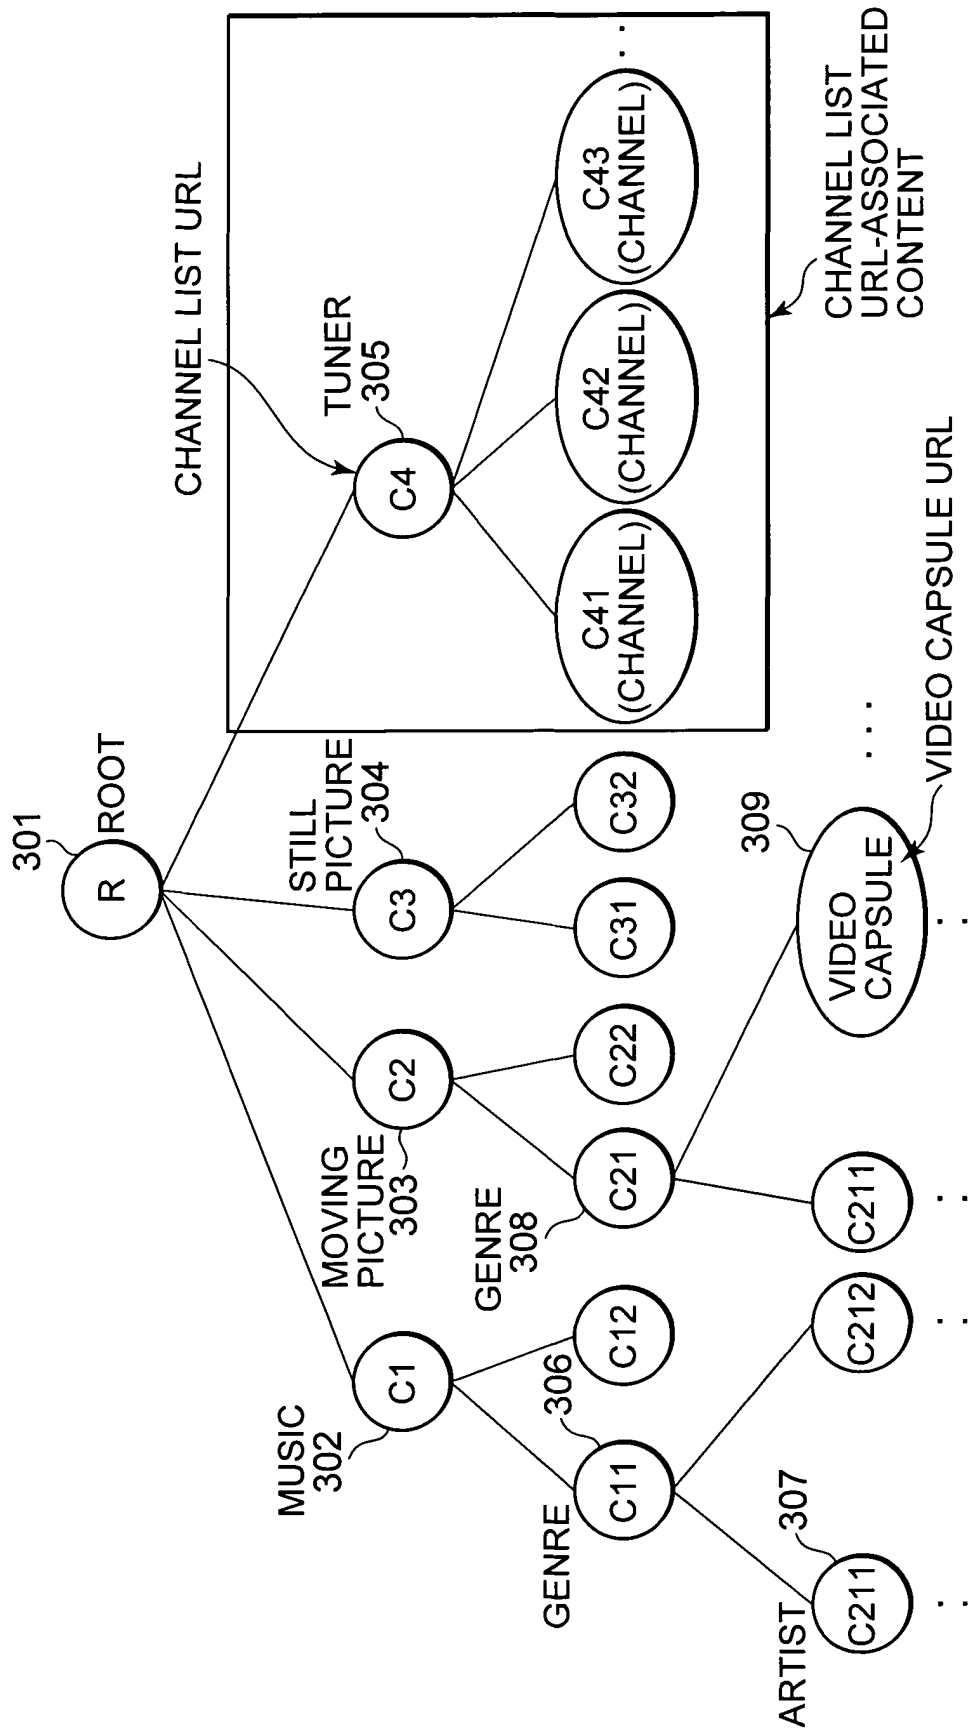 301
R
ROOT
CHANNEL LIST URL
MUSIC
302
C1
MOVING
PICTURE
303
C2
STILL
PICTURE
304
C3
TUNER
305
C4
GENRE
C11
306
C12
GENRE
308
C21
C22
C31
C32
C41
(CHANNEL)
C42
(CHANNEL)
C43
(CHANNEL)
. .
ARTIST
C211
307
C212
C211
309
VIDEO
CAPSULE
. . .
CHANNEL LIST
URL-ASSOCIATED
CONTENT
VIDEO CAPSULE URL
. .
. .
. .
. .